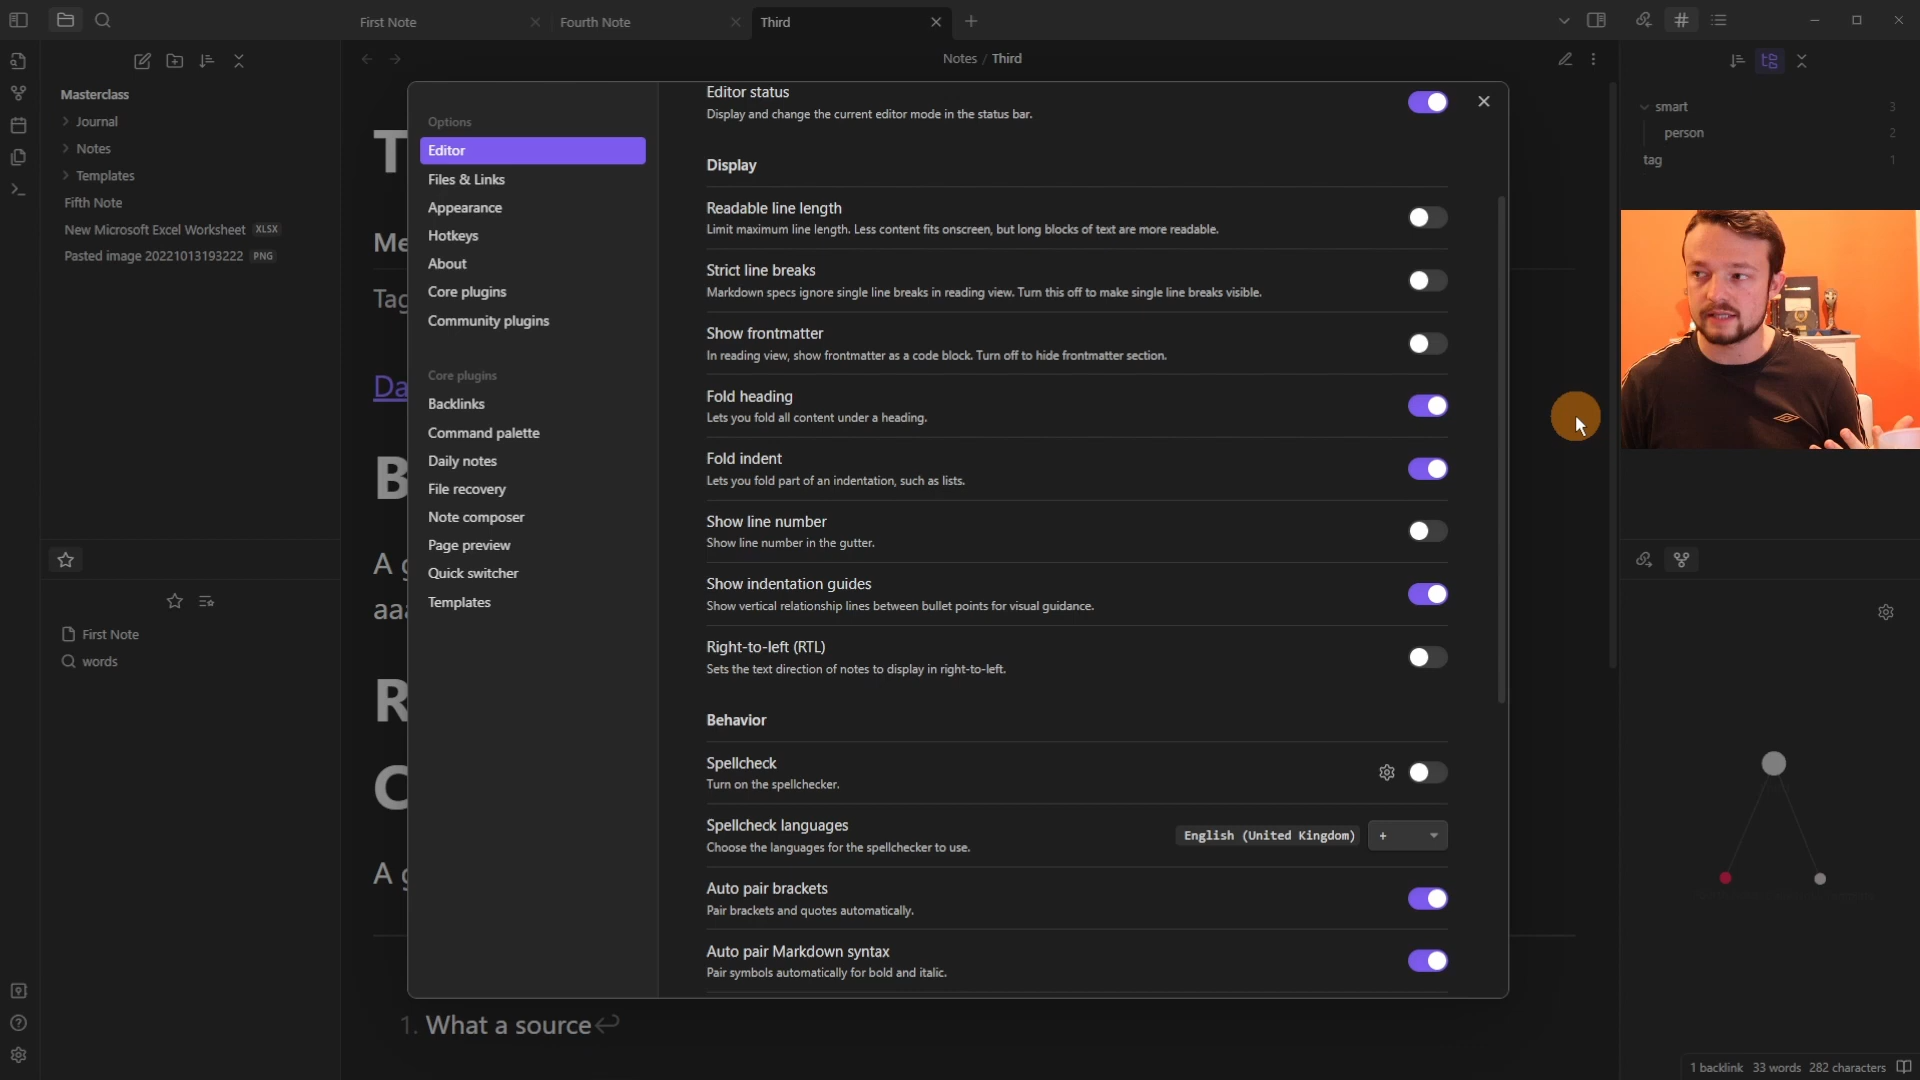 First Note
Fourth Note
Third
Notes / Third
Masterclass
Journal
Notes
Templates
Fifth Note
New Microsoft Excel Worksheet XLSX
Pasted image 20221013193222 PNG
First Note
words
Options
Editor
Files & Links
Appearance
Hotkeys
About
Core plugins
Community plugins
Core plugins
Backlinks
Command palette
Daily notes
File recovery
Note composer
Page preview
Quick switcher
Templates
Editor status
Display and change the current editor mode in the status bar.
Display
Readable line length
Limit maximum line length. Less content fits onscreen, but long blocks of text are more readable.
Strict line breaks
Markdown specs ignore single line breaks in reading view. Turn this off to make single line breaks visible.
Show frontmatter
In reading view, show frontmatter as a code block. Turn off to hide frontmatter section.
Fold heading
Lets you fold all content under a heading.
Fold indent
Lets you fold part of an indentation, such as lists.
Show line number
Show line number in the gutter.
Show indentation guides
Show vertical relationship lines between bullet points for visual guidance.
Right-to-left (RTL)
Sets the text direction of notes to display in right-to-left.
Behavior
Spellcheck
Turn on the spellchecker.
Spellcheck languages
English (United Kingdom) +
Choose the languages for the spellchecker to use.
Auto pair brackets
Pair brackets and quotes automatically.
Auto pair Markdown syntax
Pair symbols automatically for bold and italic.
T
Me
Tag
Da
B
A g
aaa
R
C
A g
1. What a source
smart 3
person 2
tag 1
1 backlink 33 words 282 characters